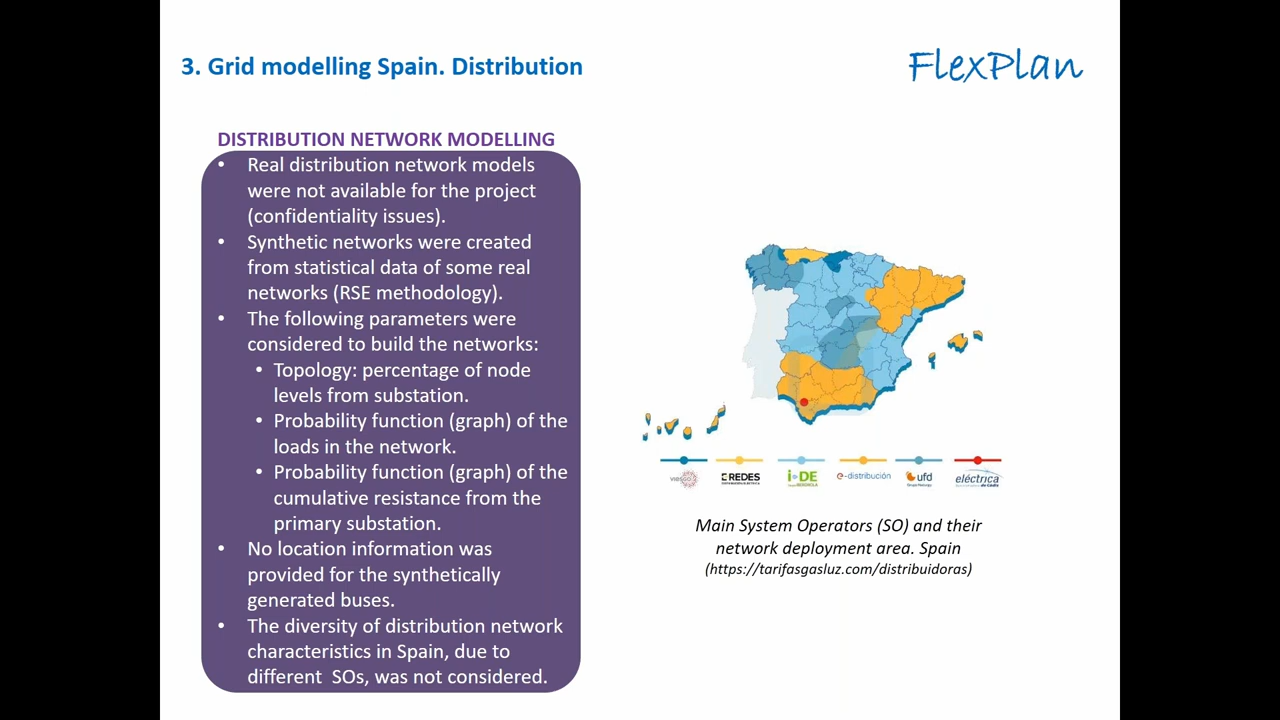 3. Grid modelling Spain. Distribution
FlexPlan
DISTRIBUTION NETWORK MODELLING
• Real distribution network models
were not available for the project
(confidentiality issues).
• Synthetic networks were created
from statistical data of some real
networks (RSE methodology).
• The following parameters were
considered to build the networks:
• Topology: percentage of node
levels from substation.
• Probability function (graph) of the
loads in the network.
• Probability function (graph) of the
cumulative resistance from the
primary substation.
• No location information was
provided for the synthetically
generated buses.
• The diversity of distribution network
characteristics in Spain, due to
different  SOs, was not considered.
viesgo
REDES
i-DE
e-distribución
ufd
eléctrica
de Cádiz
Main System Operators (SO) and their
network deployment area. Spain
(https://tarifasgasluz.com/distribuidoras)